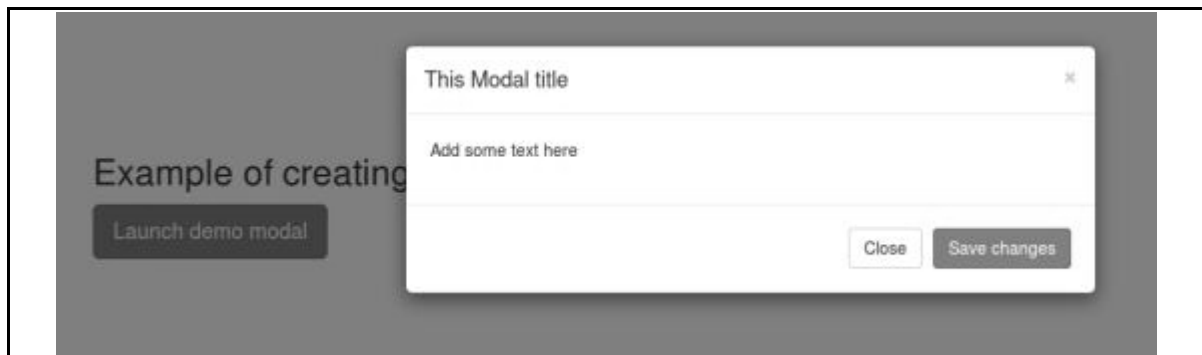 This Modal title ×
Add some text here
Example of creating
Launch demo modal
Close Save changes